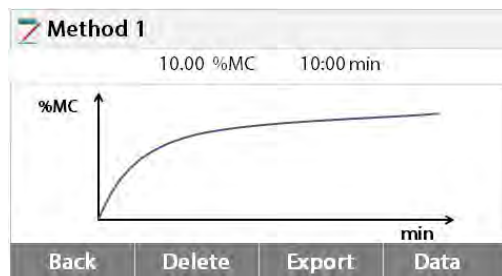 Method 1
10.00 %MC 10:00 min
%MC
min
Back Delete Export Data